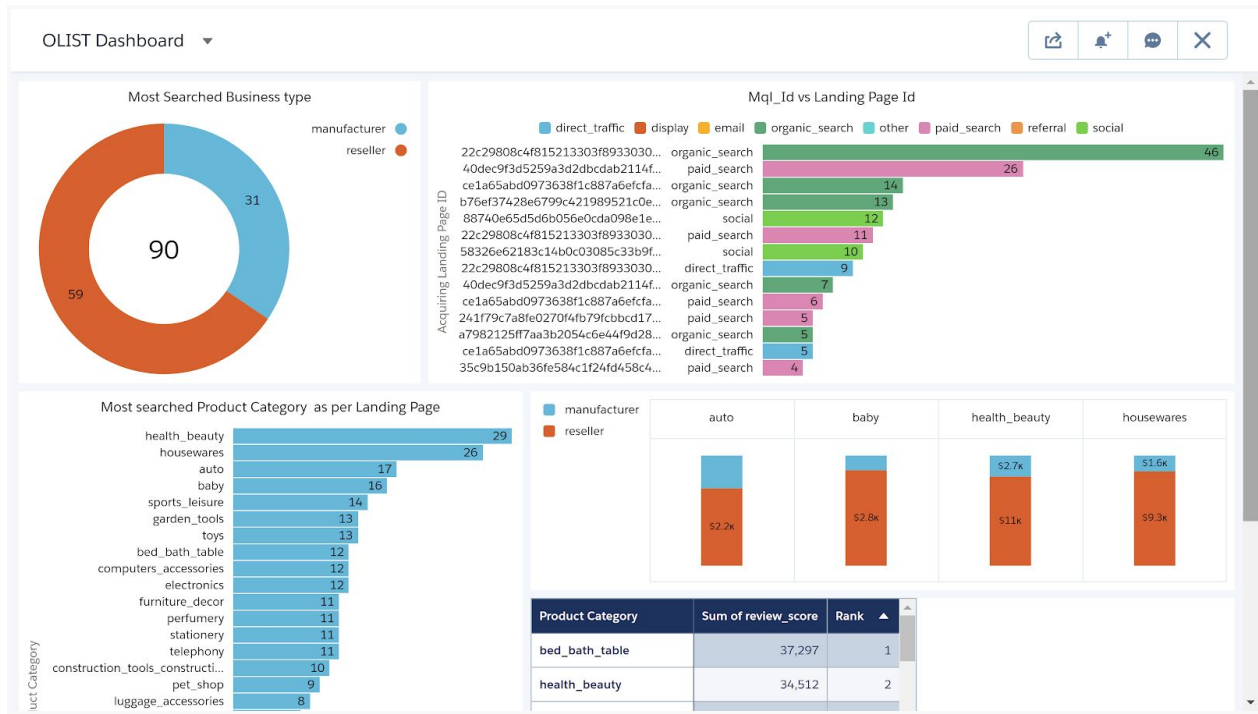 OLIST Dashboard
Most Searched Business type
manufacturer
reseller
31
90
59
Mql_Id vs Landing Page Id
direct_traffic display email organic_search other paid_search referral social
Acquiring Landing Page ID
22c29808c4f815213303f8933030... organic_search 46
40dec9f3d5259a3d2dbcdab2114f... paid_search 26
ce1a65abd0973638f1c887a6efcfa... organic_search 14
b76ef37428e6799c421989521c0e... organic_search 13
88740e65d5d6b056e0cda098e1e... social 12
22c29808c4f815213303f8933030... paid_search 11
58326e62183c14b0c03085c33b9f... social 10
22c29808c4f815213303f8933030... direct_traffic 9
40dec9f3d5259a3d2dbcdab2114f... organic_search 7
ce1a65abd0973638f1c887a6efcfa... paid_search 6
241f79c7a8fe0270f4fb79fcbbcd17... paid_search 5
a7982125ff7aa3b2054c6e44f9d28... organic_search 5
ce1a65abd0973638f1c887a6efcfa... direct_traffic 5
35c9b150ab36fe584c1f24fd458c4... paid_search 4
Most searched Product Category as per Landing Page
uct Category
health_beauty 29
housewares 26
auto 17
baby 16
sports_leisure 14
garden_tools 13
toys 13
bed_bath_table 12
computers_accessories 12
electronics 12
furniture_decor 11
perfumery 11
stationery 11
telephony 11
construction_tools_constructi... 10
pet_shop 9
luggage_accessories 8
manufacturer
reseller
auto baby health_beauty housewares
$2.7K $1.6K
$2.2K $2.8K $11K $9.3K
Product Category Sum of review_score Rank
bed_bath_table 37,297 1
health_beauty 34,512 2